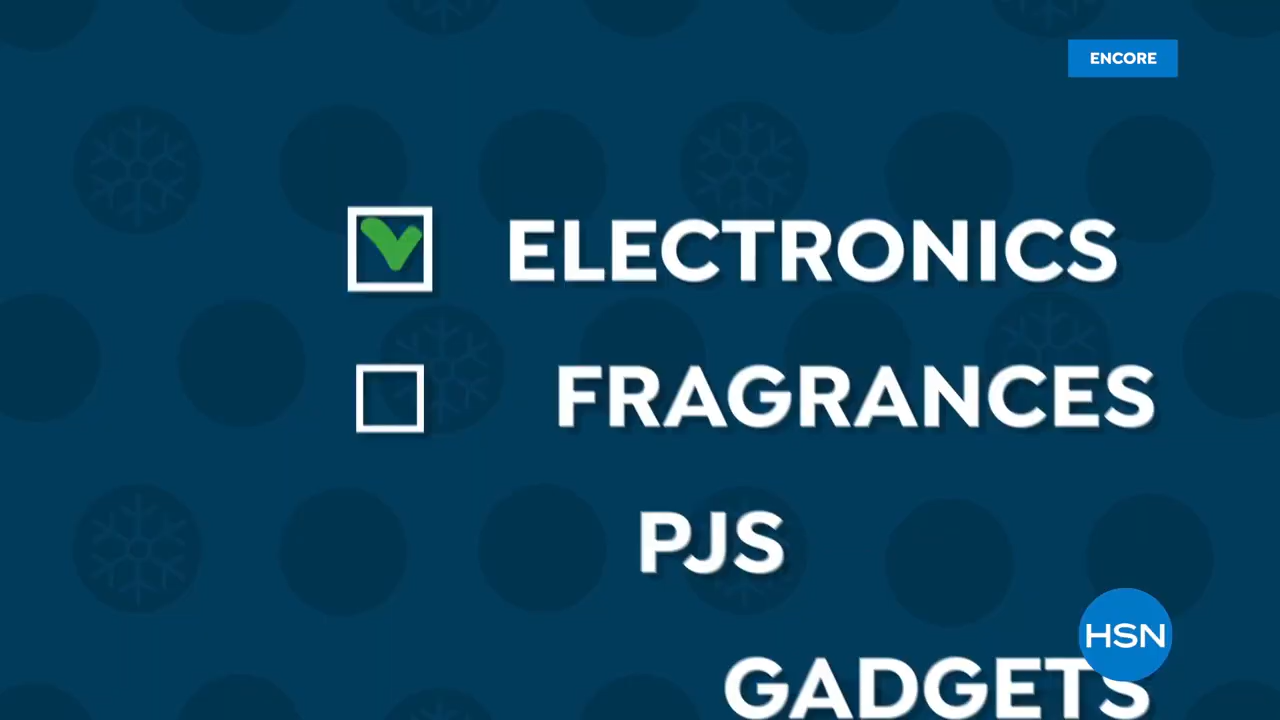 ENCORE
ELECTRONICS
FRAGRANCES
PJS
HSN
GADGETS